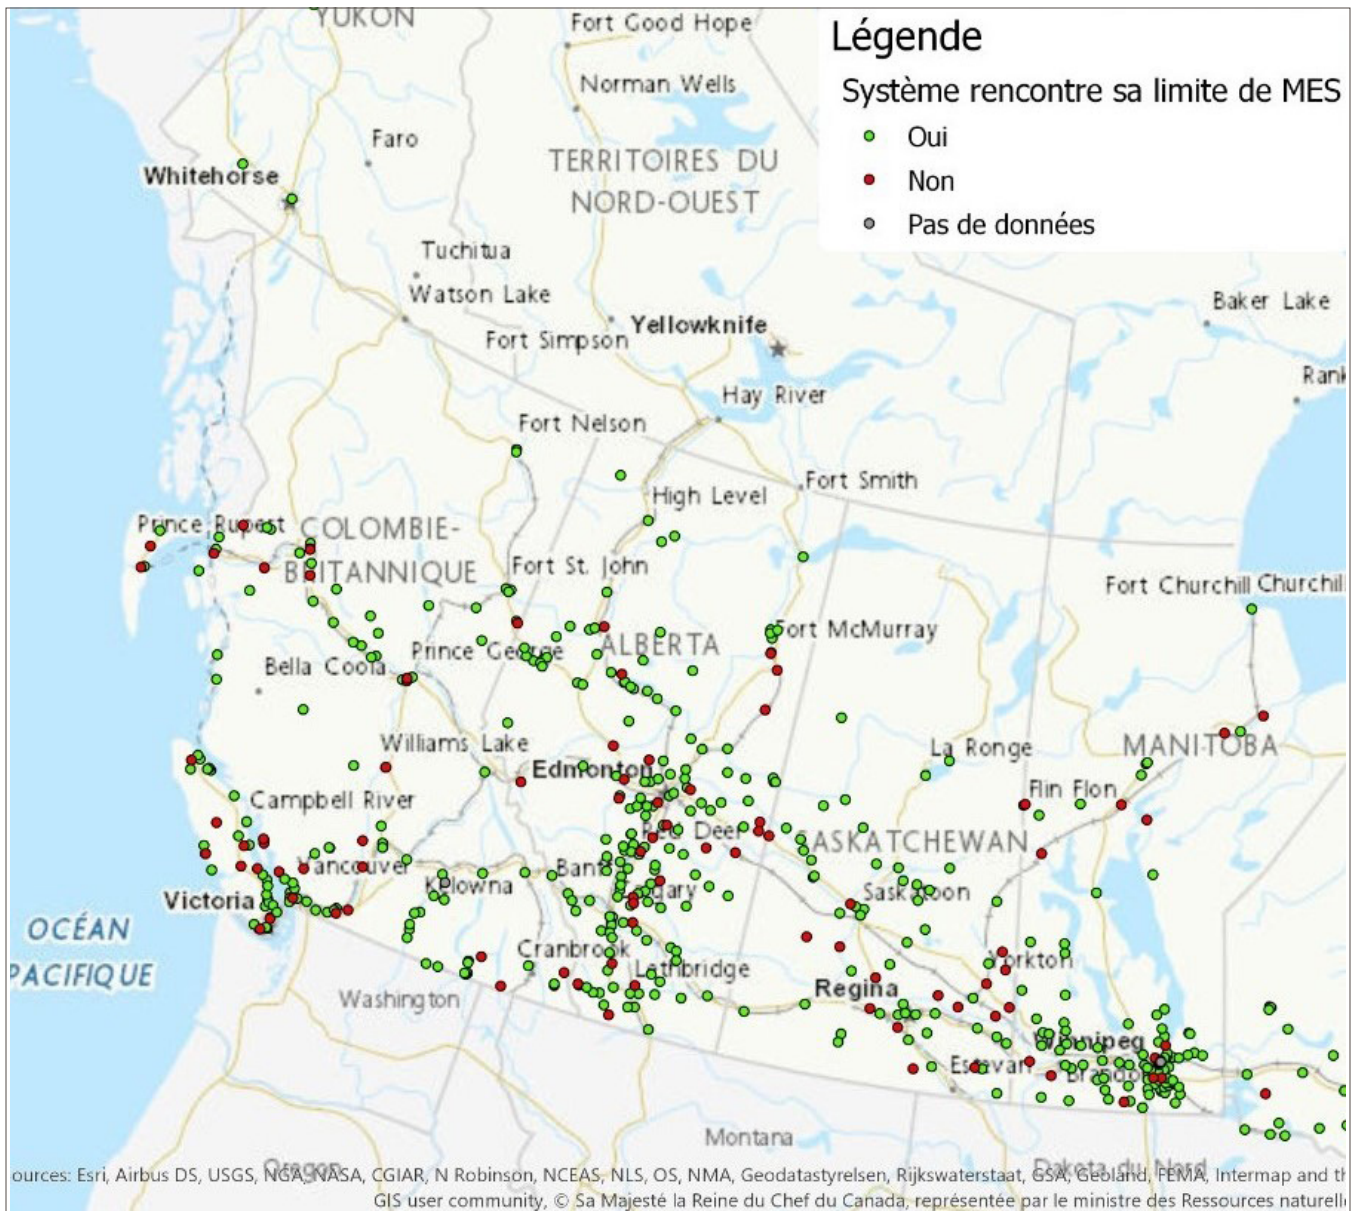 YUKON
Fort Good Hope
Légende
Norman Wells
Système rencontre sa limite de MES
Faro
Oui
Whitehorse
TERRITOIRES DU
NORD-OUEST
Non
Pas de données
Tuchitua
Watson Lake
Baker Lake
Yellowknife
Fort Simpson
Rank
Hay River
Fort Nelson
Fort Smith
High Level
Prince Rupert
COLOMBIE-
BRITANNIQUE
Fort St. John
Fort Churchill
Churchill
ALBERTA
Fort McMurray
Prince George
Bella Coola
Williams Lake
La Ronge
MANITOBA
Edmonton
Flin Flon
Campbell River
Red Deer
SASKATCHEWAN
Vancouver
Banff
Kelowna
Calgary
Saskatoon
Victoria
OCÉAN
PACIFIQUE
Cranbrook
Lethbridge
Yorkton
Regina
Washington
Winnipeg
Estevan
Brandon
Montana
Oregon
Dakota du Nord
ources: Esri, Airbus DS, USGS, NGA, NASA, CGIAR, N Robinson, NCEAS, NLS, OS, NMA, Geodatastyrelsen, Rijkswaterstaat, GSA, Geoland, FEMA, Intermap and th
GIS user community, © Sa Majesté la Reine du Chef du Canada, représentée par le ministre des Ressources naturell